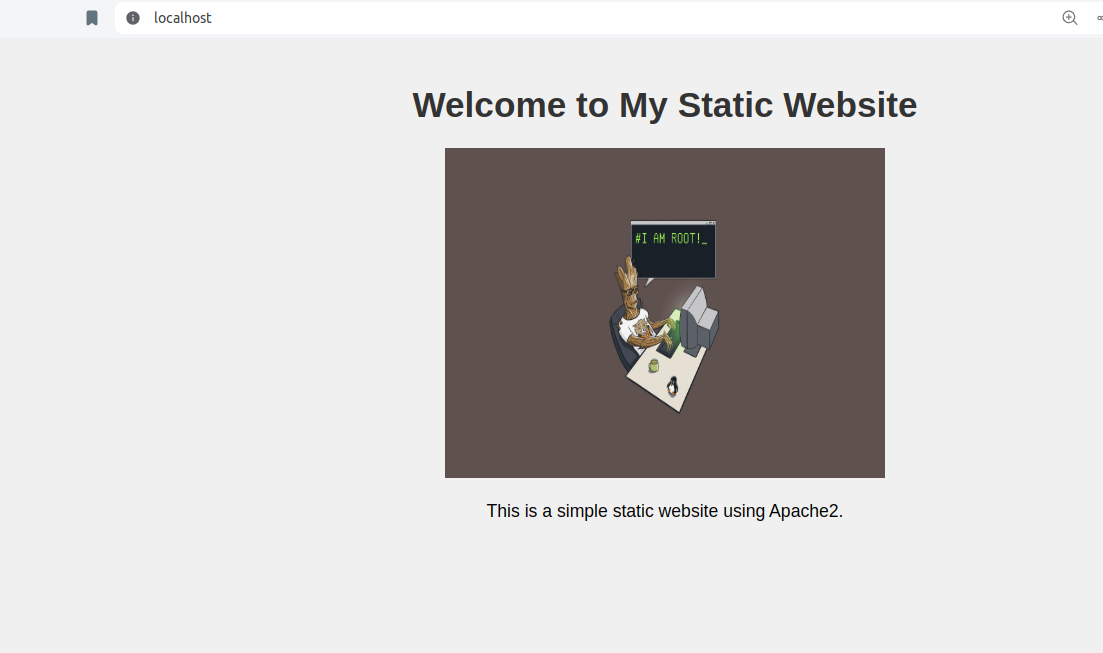 localhost
Welcome to My Static Website
#I AM ROOT!_
This is a simple static website using Apache2.